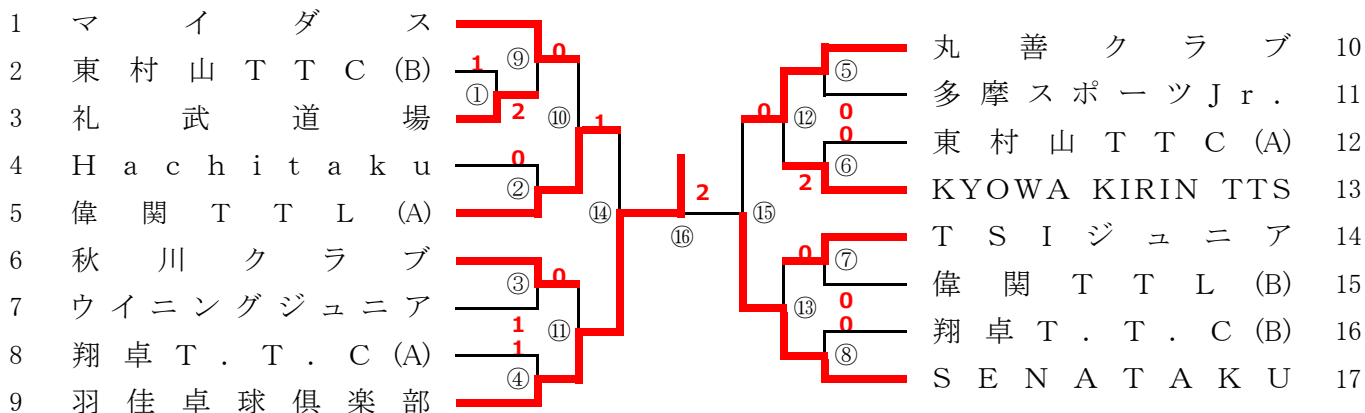 1 マイダス
2 東村山TTC(B)
3 礼武道場
4 Hachitaku
5 偉関TTL(A)
6 秋川クラブ
7 ウイニングジュニア
8 翔卓T.T.C(A)
9 羽佳卓球倶楽部
⑨ 0
1
①
2
⑩ 1
0
②
⑭
③ 0
1
⑪
1
④
2
⑯
丸善クラブ 10
多摩スポーツJr. 11
東村山TTC(A) 12
KYOWA KIRIN TTS 13
TSIジュニア 14
偉関TTL(B) 15
翔卓T.T.C(B) 16
SENATAKU 17
⑤
0 ⑫ 0
0
⑥
2
⑮
0 ⑦
⑬ 0
0
⑧